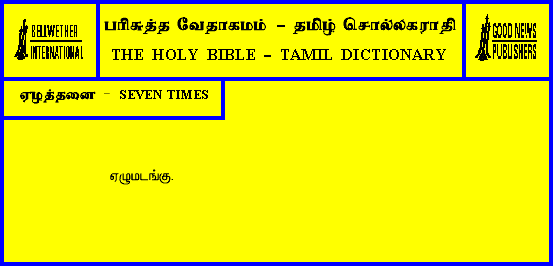 BELLWETHER
INTERNATIONAL
பரிசுத்த வேதாகமம் - தமிழ் சொல்லகராதி
THE HOLY BIBLE - TAMIL DICTIONARY
GOOD NEWS
PUBLISHERS
ஏழத்தனை - SEVEN TIMES
ஏழுமடங்கு.